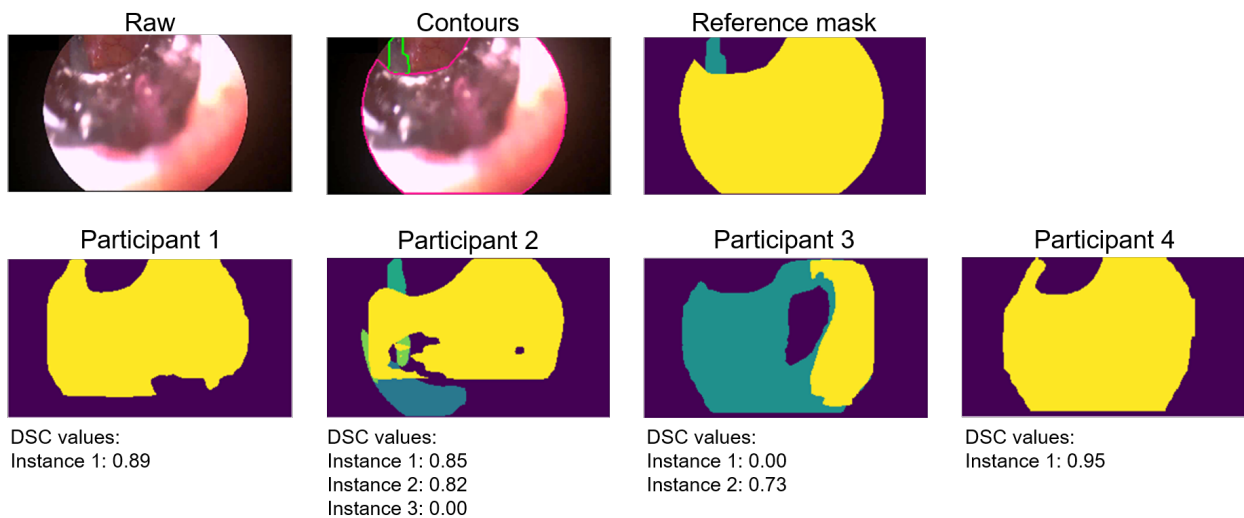 Raw
Contours
Reference mask
Participant 1
Participant 2
Participant 3
Participant 4
DSC values:
Instance 1: 0.89
DSC values:
Instance 1: 0.85
Instance 2: 0.82
Instance 3: 0.00
DSC values:
Instance 1: 0.00
Instance 2: 0.73
DSC values:
Instance 1: 0.95